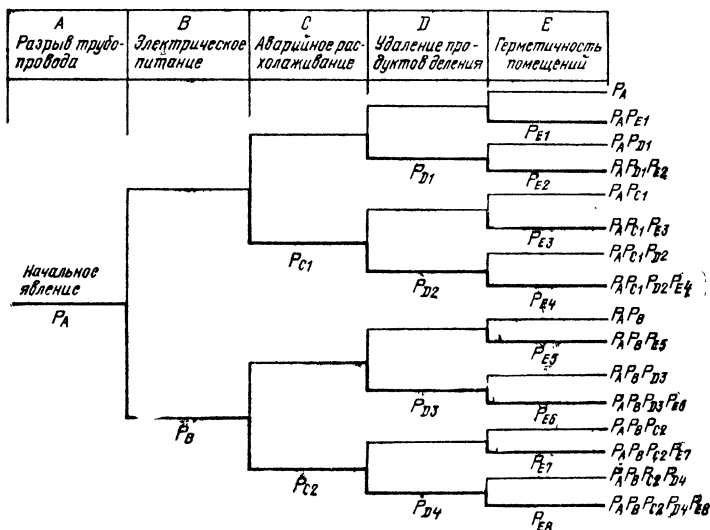 A
B
C
D
E
Разрыв трубо-
провода
Электрическое
питание
Аварийное рас-
холаживание
Удаление про-
дуктов деления
Герметичность
помещений
Начальное
явление
P_A
P_B
P_C1
P_C2
P_D1
P_D2
P_D3
P_D4
P_E1
P_E2
P_E3
P_E4
P_E5
P_E6
P_E7
P_E8
P_A
P_A P_E1
P_A P_D1
P_A P_D1 P_E2
P_A P_C1
P_A P_C1 P_E3
P_A P_C1 P_D2
P_A P_C1 P_D2 P_E4
P_A P_B
P_A P_B P_E5
P_A P_B P_D3
P_A P_B P_D3 P_E6
P_A P_B P_C2
P_A P_B P_C2 P_E7
P_A P_B P_C2 P_D4
P_A P_B P_C2 P_D4 P_E8